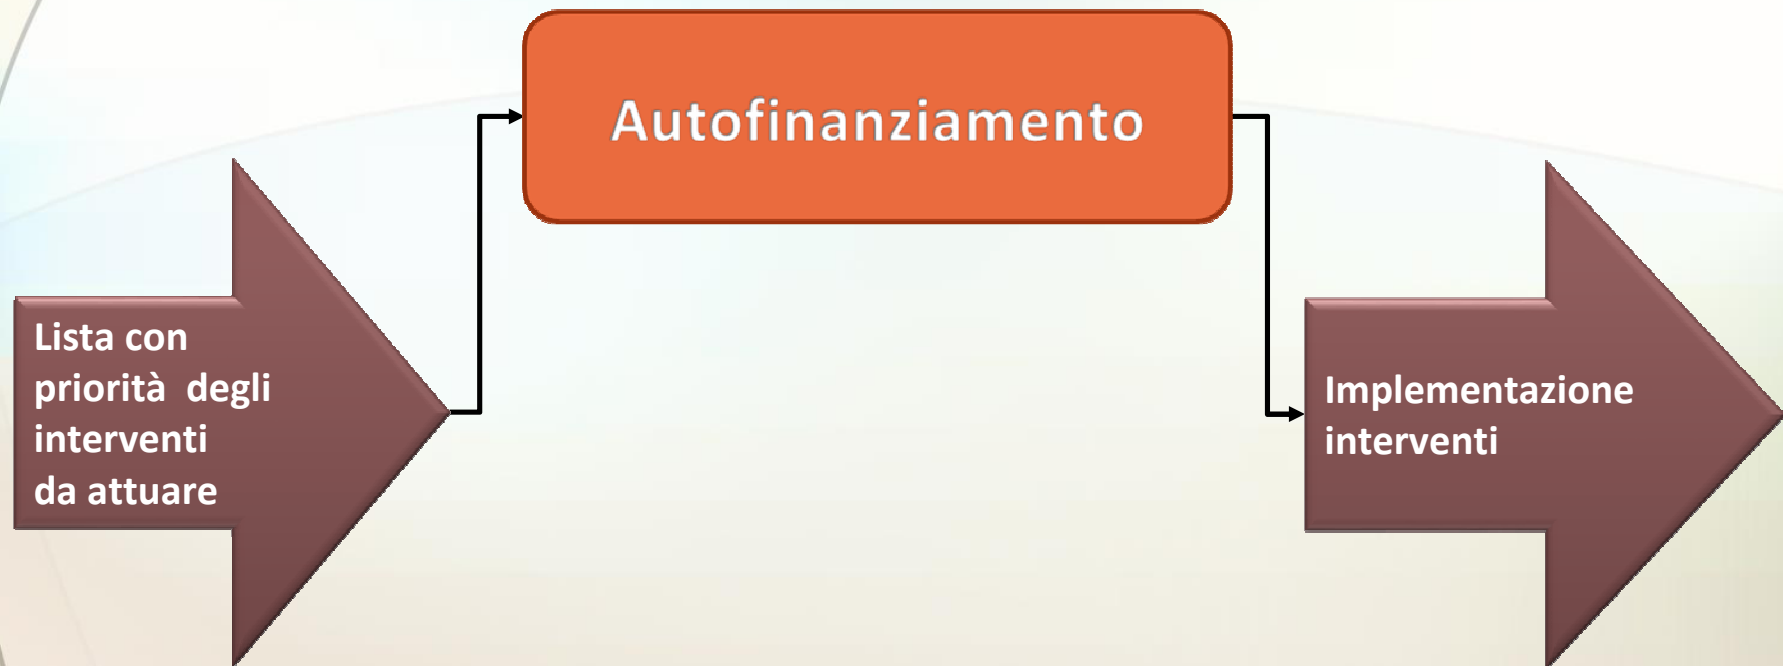 Autofinanziamento
Lista con
priorità degli
interventi
da attuare
Implementazione
interventi